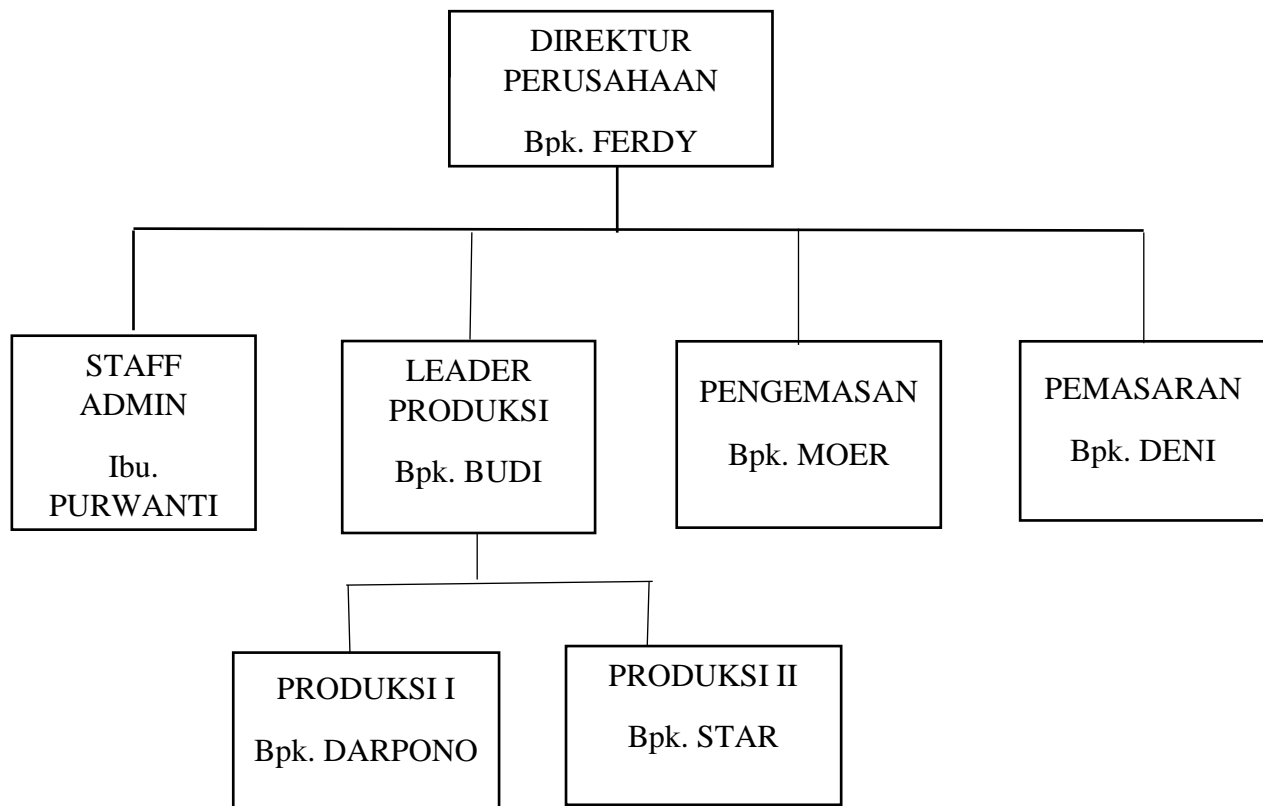 DIREKTUR
PERUSAHAAN
Bpk. FERDY
STAFF
ADMIN
Ibu.
PURWANTI
LEADER
PRODUKSI
Bpk. BUDI
PENGEMASAN
Bpk. MOER
PEMASARAN
Bpk. DENI
PRODUKSI I
Bpk. DARPONO
PRODUKSI II
Bpk. STAR